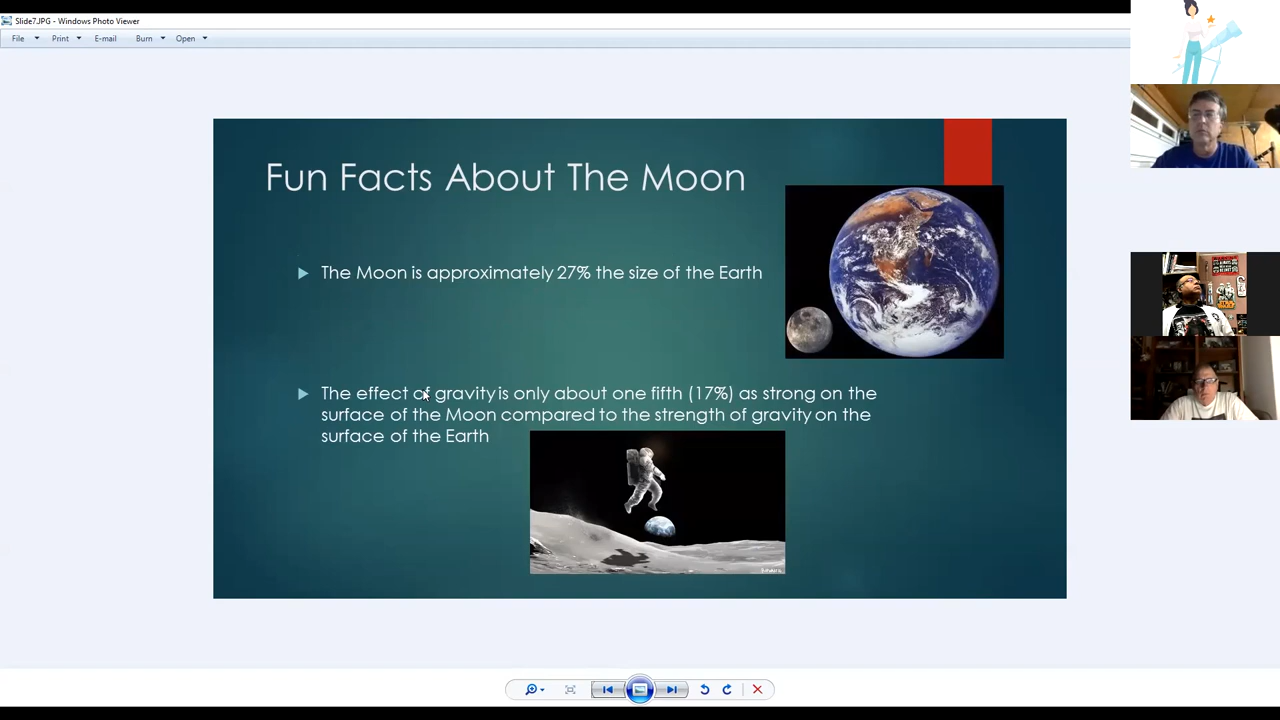 Slide7.JPG - Windows Photo Viewer
File Print E-mail Burn Open
Fun Facts About The Moon
The Moon is approximately 27% the size of the Earth
The effect of gravity is only about one fifth (17%) as strong on the
surface of the Moon compared to the strength of gravity on the
surface of the Earth